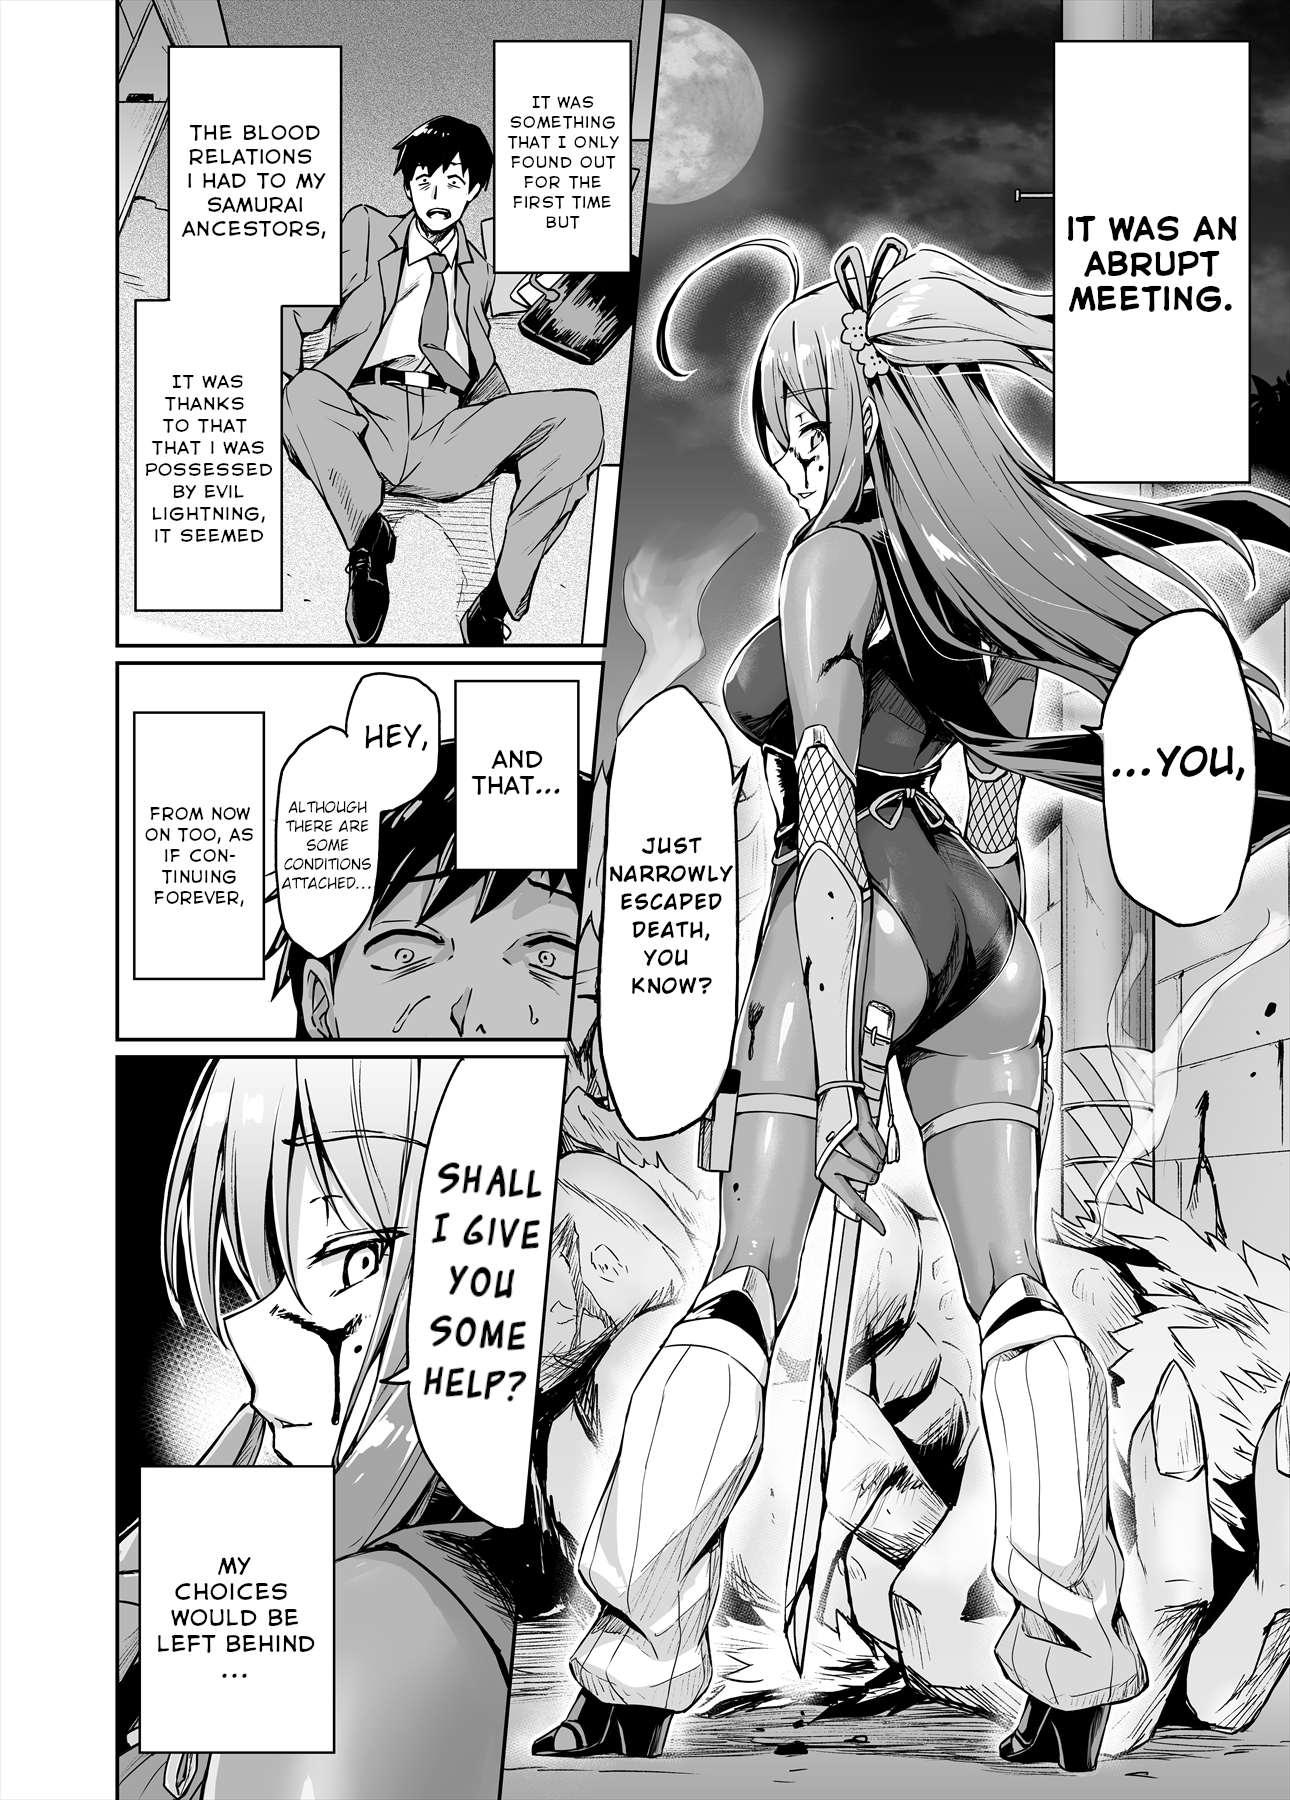 IT WAS AN
ABRUPT
MEETING.
...YOU,
JUST
NARROWLY
ESCAPED
DEATH,
YOU
KNOW?
IT WAS
SOMETHING
THAT I ONLY
FOUND OUT
FOR THE
FIRST TIME
BUT
THE BLOOD
RELATIONS
I HAD TO MY
SAMURAI
ANCESTORS,
IT WAS
THANKS
TO THAT
THAT I WAS
POSSESSED
BY EVIL
LIGHTNING,
IT SEEMED
AND
THAT...
HEY,
ALTHOUGH
THERE ARE
SOME
CONDITIONS
ATTACHED...
FROM NOW
ON TOO, AS
IF CON-
TINUING
FOREVER,
SHALL
I GIVE
YOU
SOME
HELP?
MY
CHOICES
WOULD BE
LEFT BEHIND
...